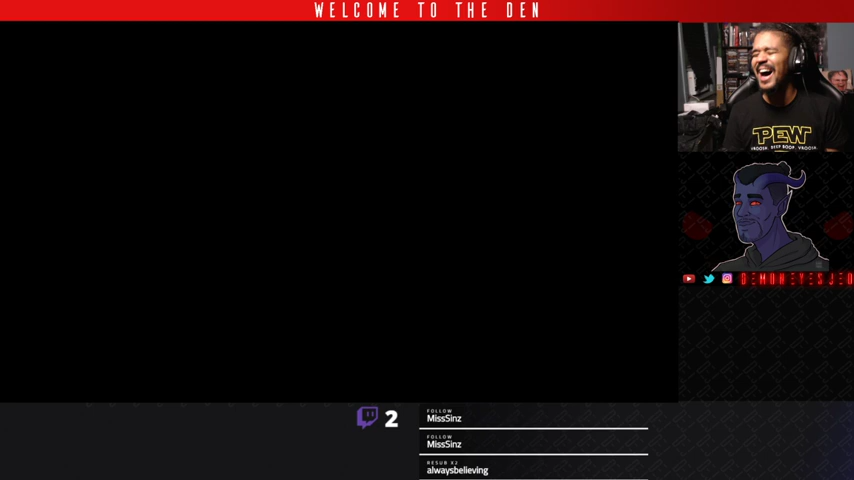 WELCOME TO THE DEN
PEW
DEMONEYESJED
2
FOLLOW
MissSinz
FOLLOW
MissSinz
RESUB X2
alwaysbelieving